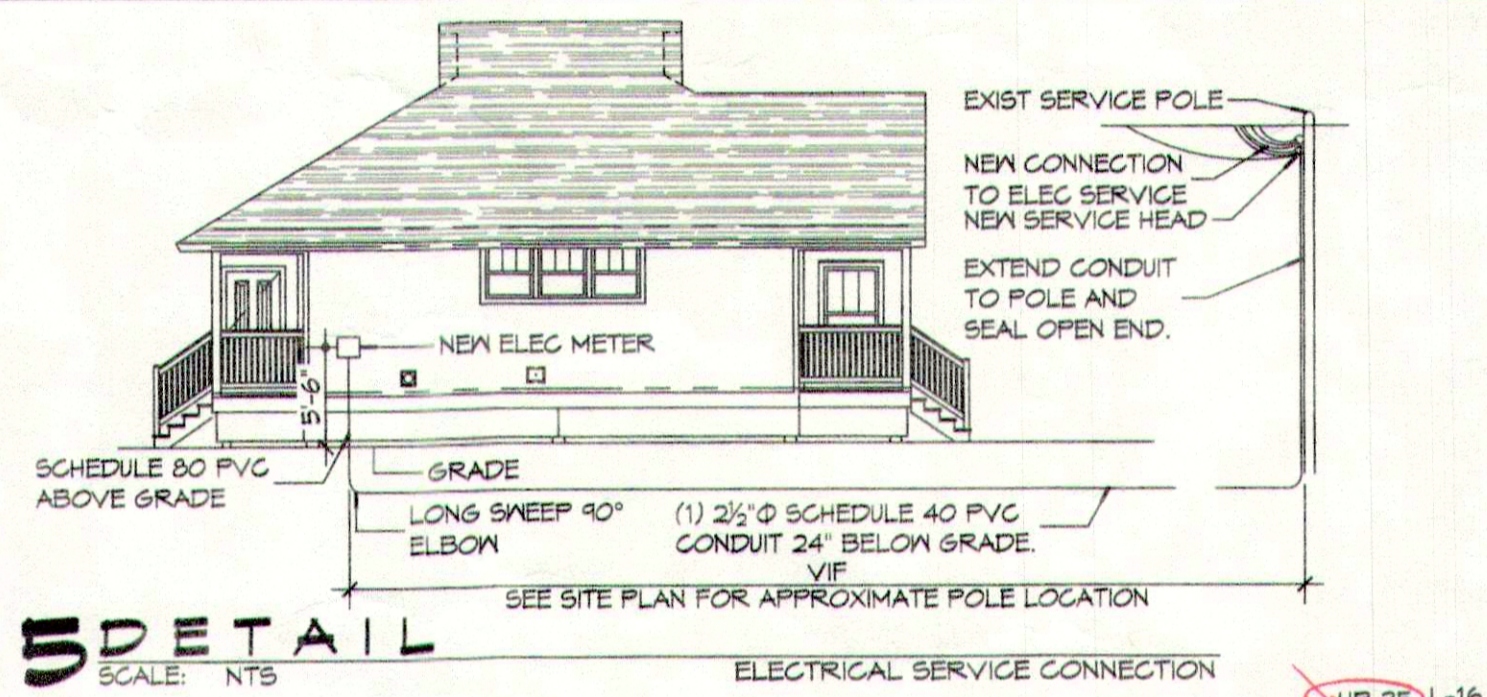 EXIST SERVICE POLE
NEW CONNECTION
TO ELEC SERVICE
NEW SERVICE HEAD
EXTEND CONDUIT
TO POLE AND
SEAL OPEN END.
NEW ELEC METER
5'-6"
SCHEDULE 80 PVC
ABOVE GRADE
GRADE
LONG SWEEP 90°
ELBOW
(1) 2½"Φ SCHEDULE 40 PVC
CONDUIT 24" BELOW GRADE.
VIF
SEE SITE PLAN FOR APPROXIMATE POLE LOCATION
5 DETAIL
SCALE: NTS
ELECTRICAL SERVICE CONNECTION